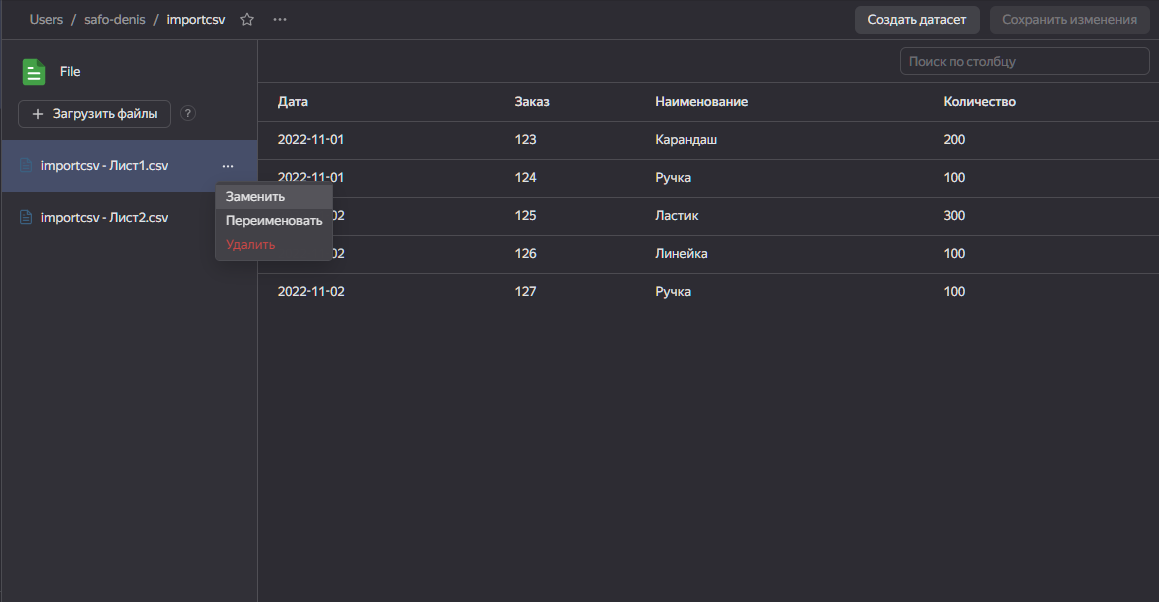 Users / safo-denis / importcsv
Создать датасет
Сохранить изменения
File
Поиск по столбцу
+ Загрузить файлы ?
importcsv - Лист1.csv ...
importcsv - Лист2.csv
Заменить
Переименовать
Удалить
Дата Заказ Наименование Количество
2022-11-01 123 Карандаш 200
2022-11-01 124 Ручка 100
02 125 Ластик 300
02 126 Линейка 100
2022-11-02 127 Ручка 100